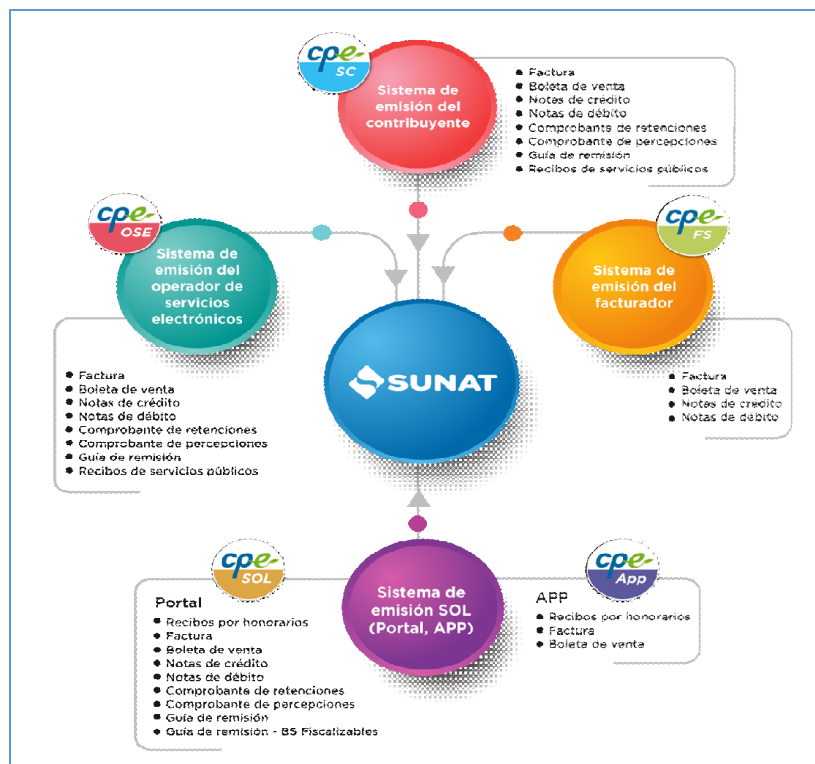 cpe-
SC
Sistema de
emisión del
contribuyente
Factura
Boleta de venta
Notas de crédito
Notas de débito
Comprobante de retenciones
Comprobante de percepciones
Guía de remisión
Recibos de servicios públicos
cpe-
OSE
Sistema de
emisión del
operador de
servicios
electrónicos
Factura
Boleta de venta
Notas de crédito
Notas de débito
Comprobante de retenciones
Comprobante de percepciones
Guía de remisión
Recibos de servicios públicos
cpe-
FS
Sistema de
emisión del
facturador
Factura
Boleta de venta
Notas de crédito
Notas de débito
SUNAT
cpe-
SOL
Sistema de
emisión SOL
(Portal, APP)
Portal
Recibos por honorarios
Factura
Boleta de venta
Notas de crédito
Notas de débito
Comprobante de retenciones
Comprobante de percepciones
Guía de remisión
Guía de remisión - BS Fiscalizables
cpe-
App
APP
Recibos por honorarios
Factura
Boleta de venta